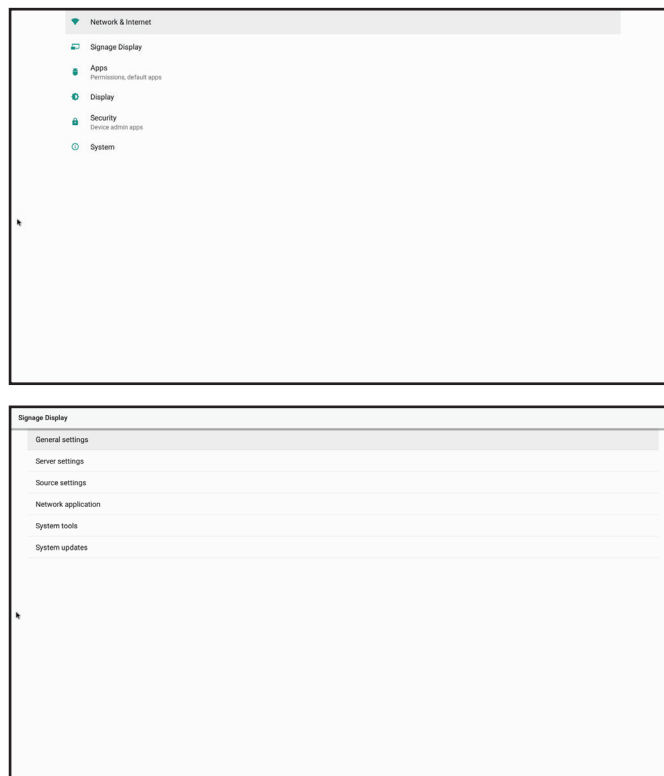 Network & Internet
Signage Display
Apps
Permissions, default apps
Display
Security
Device admin apps
System
Signage Display
General settings
Server settings
Source settings
Network application
System tools
System updates